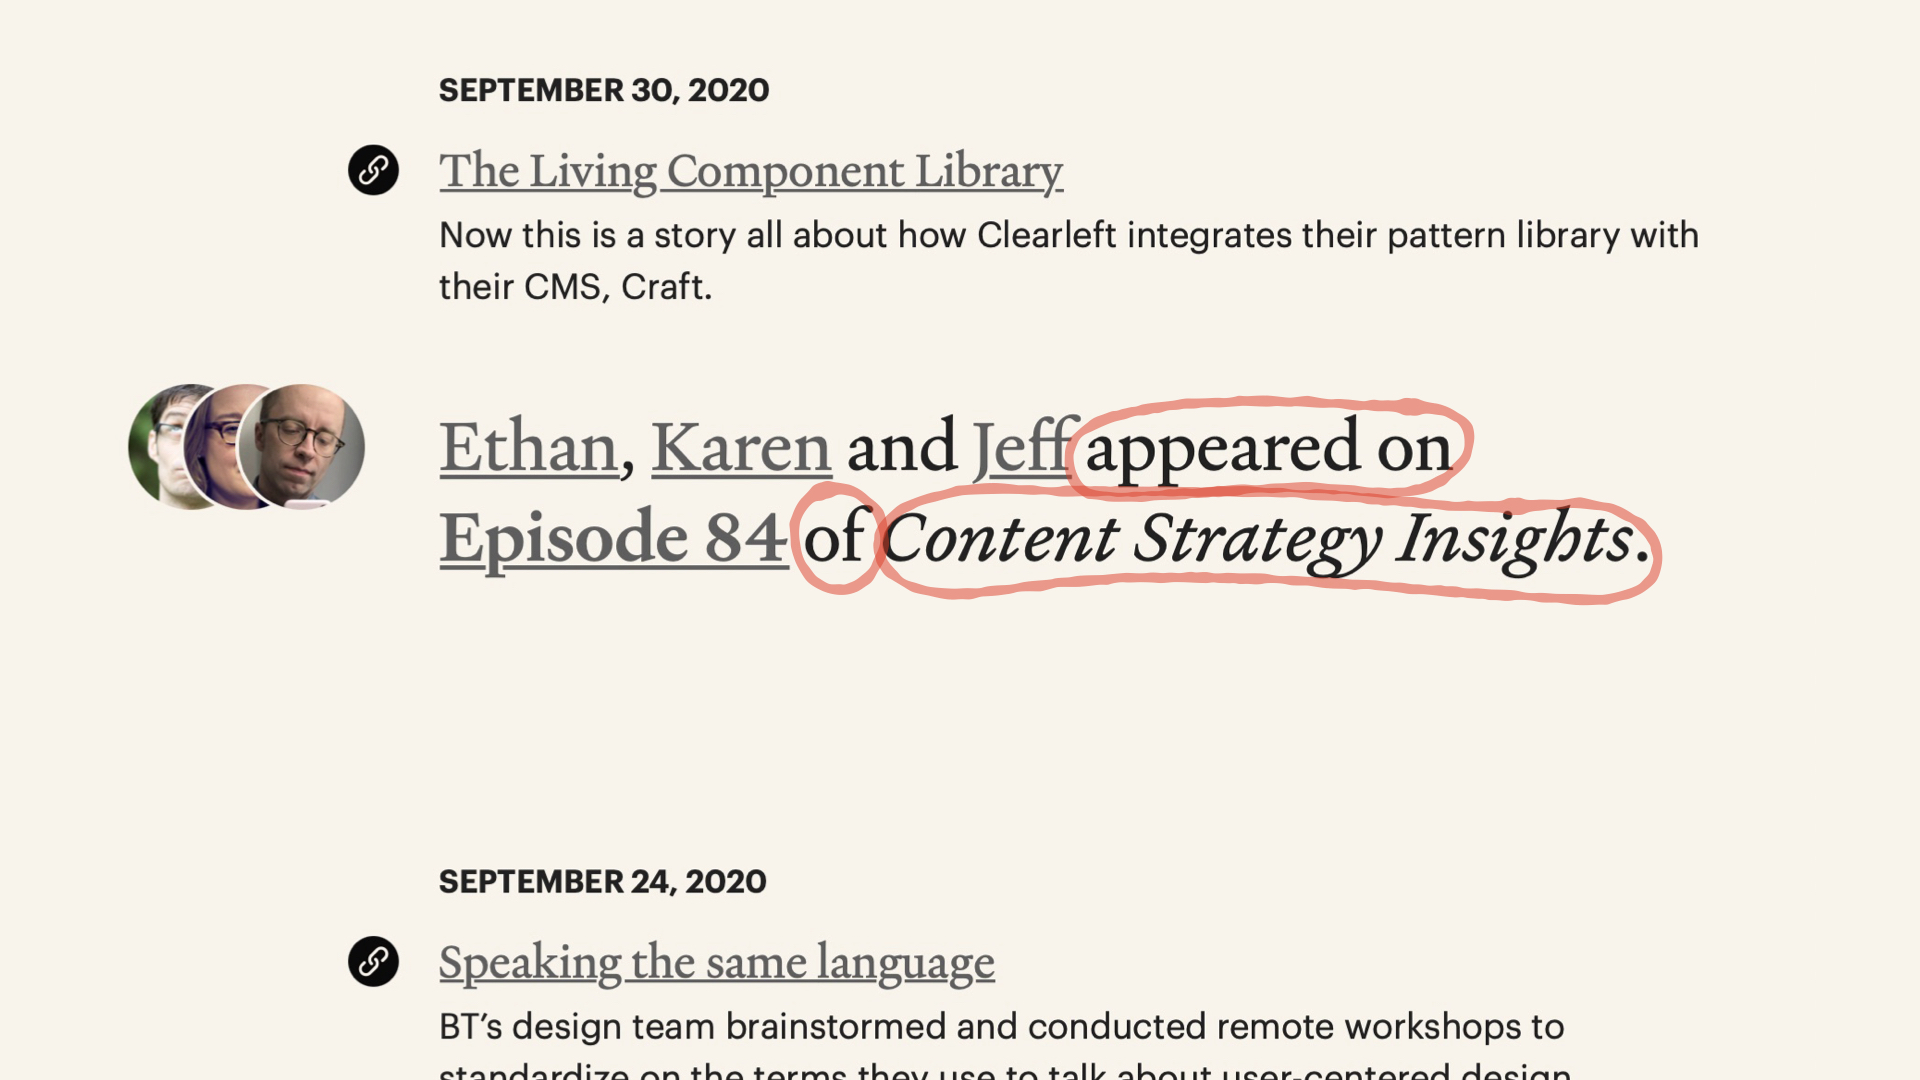 SEPTEMBER 30, 2020
The Living Component Library
Now this is a story all about how Clearleft integrates their pattern library with
their CMS, Craft.
Ethan, Karen and Jeff appeared on
Episode 84 of Content Strategy Insights.
SEPTEMBER 24, 2020
Speaking the same language
BT’s design team brainstormed and conducted remote workshops to
standardize on the terms they use to talk about user-centered design